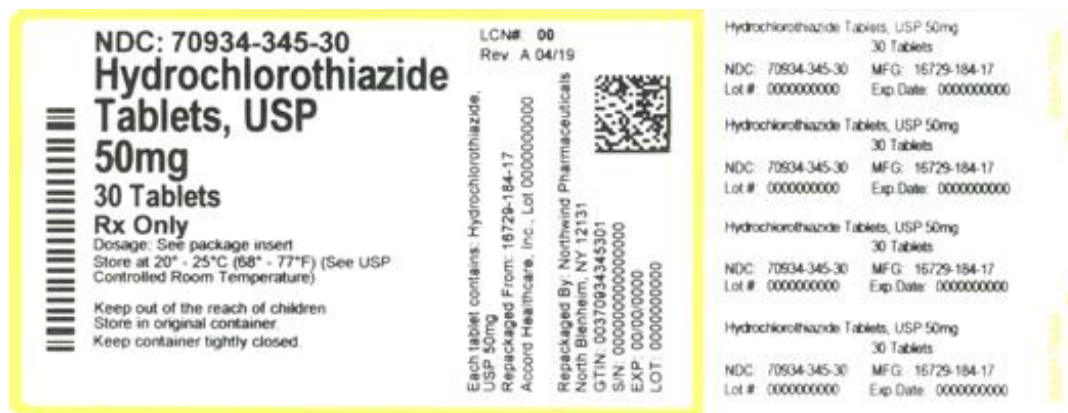 NDC: 70934-345-30
Hydrochlorothiazide
Tablets, USP
50mg
30 Tablets
Rx Only
Dosage: See package insert
Store at 20° - 25°C (68° - 77°F) (See USP
Controlled Room Temperature)
Keep out of the reach of children
Store in original container.
Keep container tightly closed.
LCN#: 00
Rev. A 04/19
Each tablet contains: Hydrochlorothiazide,
USP 50mg
Repackaged From: 16729-184-17
Accord Healthcare, Inc., Lot 00000000000
Repackaged By: Northwind Pharmaceuticals
North Blenheim, NY 12131
GTIN: 00370934345301
S/N: 00000000000000000
EXP: 00/00/0000
LOT: 00000000000
Hydrochlorothiazide Tablets, USP 50mg
30 Tablets
NDC: 70934-345-30 MFG: 16729-184-17
Lot #: 0000000000 Exp.Date: 0000000000
Hydrochlorothiazide Tablets, USP 50mg
30 Tablets
NDC: 70934-345-30 MFG: 16729-184-17
Lot #: 0000000000 Exp.Date: 0000000000
Hydrochlorothiazide Tablets, USP 50mg
30 Tablets
NDC: 70934-345-30 MFG: 16729-184-17
Lot #: 0000000000 Exp.Date: 0000000000
Hydrochlorothiazide Tablets, USP 50mg
30 Tablets
NDC: 70934-345-30 MFG: 16729-184-17
Lot #: 0000000000 Exp.Date: 0000000000